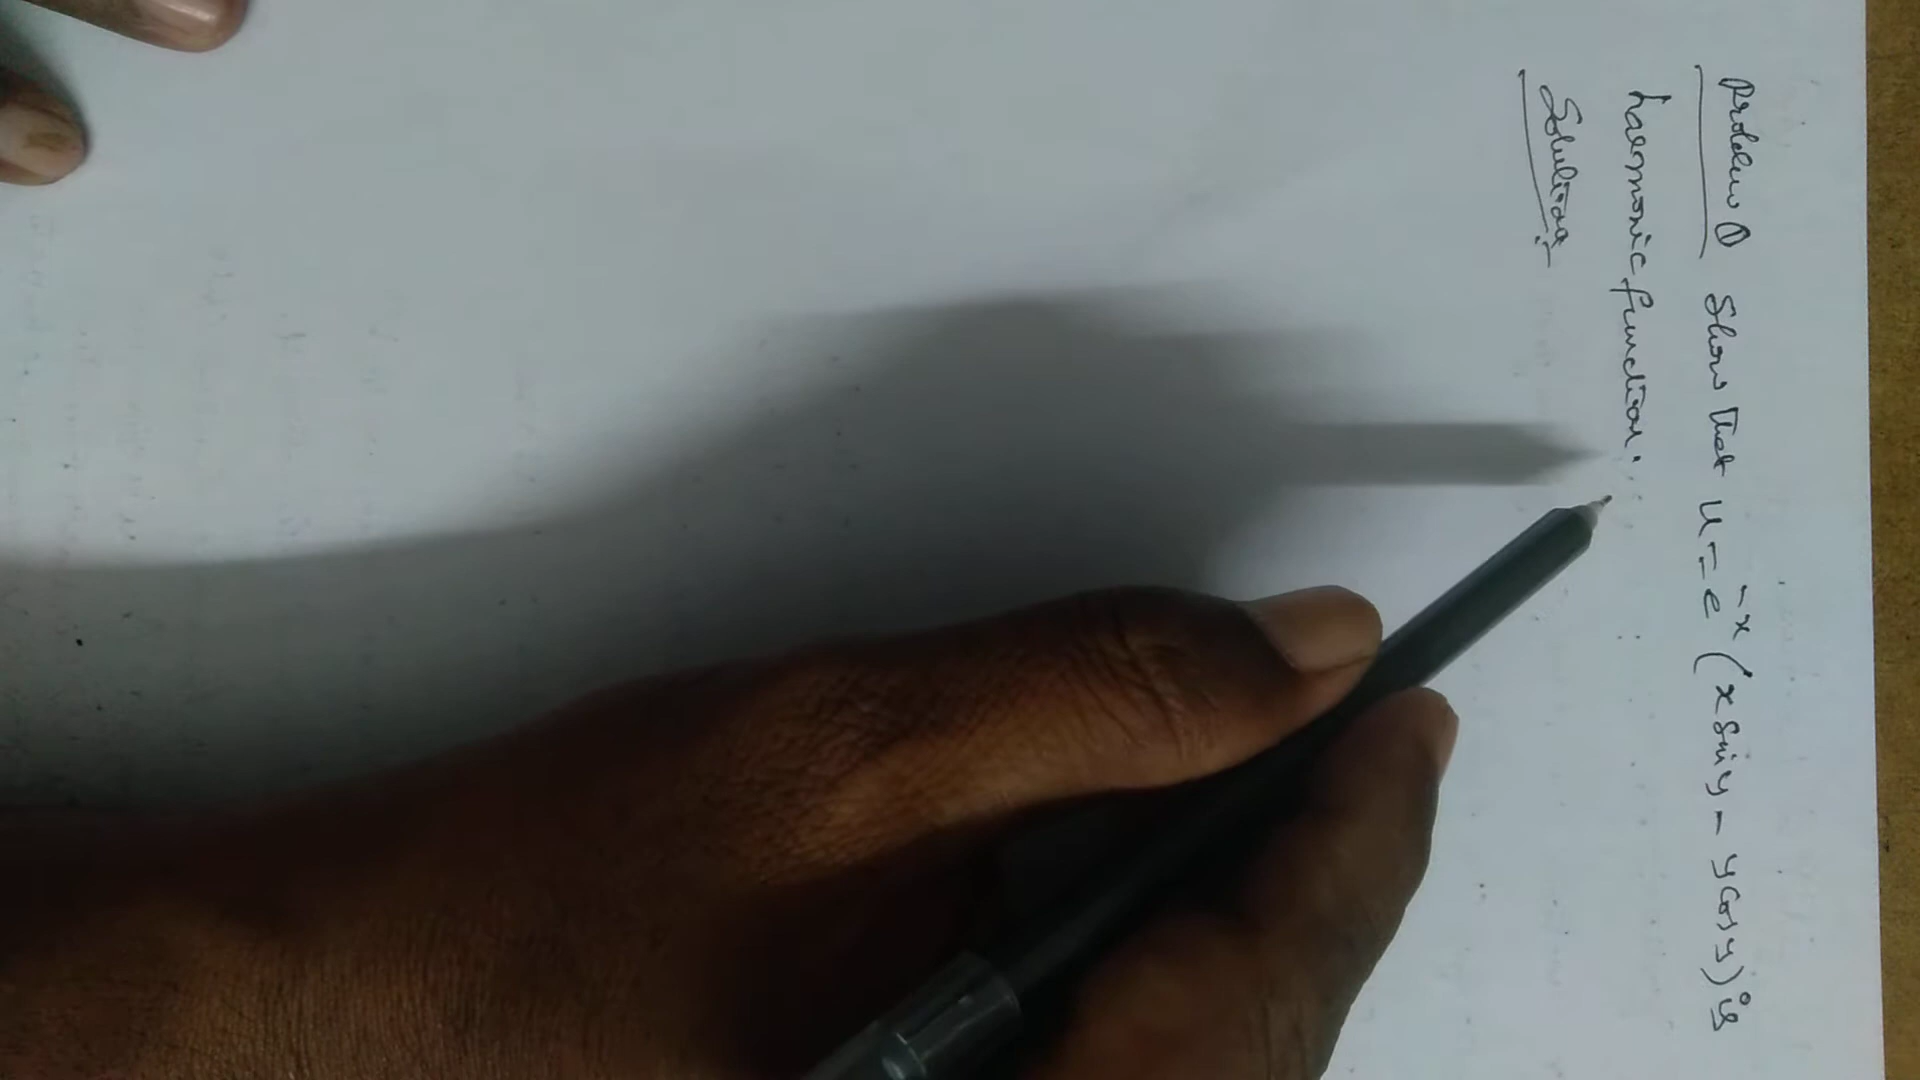 Problem ① Show that u = e^{-x} (x sin y - y cos y) is
harmonic function.
Solution:-